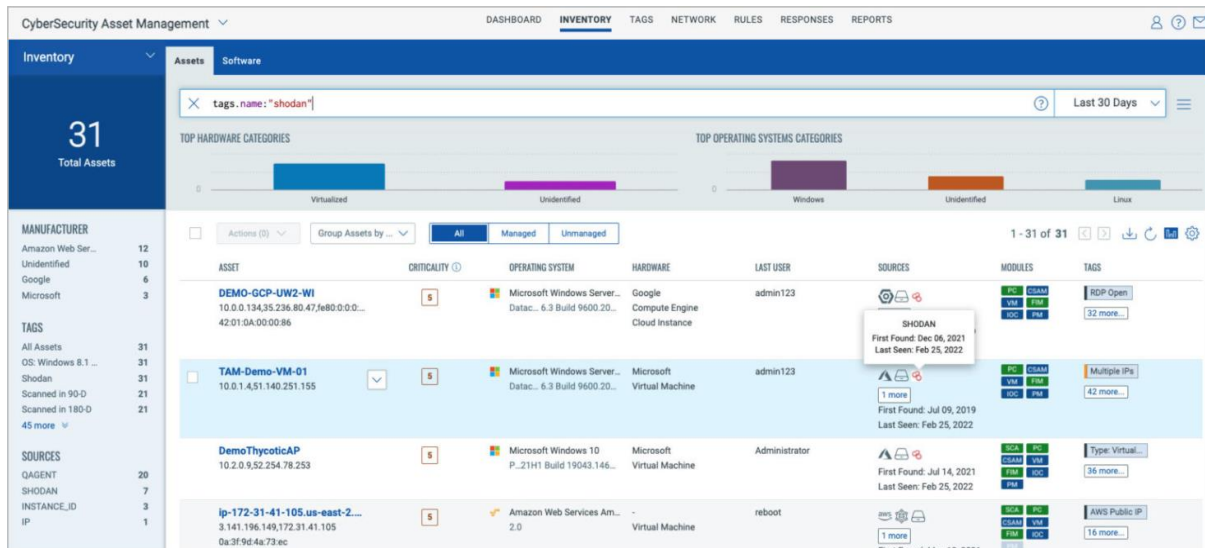 CyberSecurity Asset Management
DASHBOARD INVENTORY TAGS NETWORK RULES RESPONSES REPORTS
Inventory
Assets Software
31
Total Assets
tags.name:"shodan"
Last 30 Days
TOP HARDWARE CATEGORIES
0
Virtualized Unidentified
TOP OPERATING SYSTEMS CATEGORIES
0
Windows Unidentified Linux
MANUFACTURER
Amazon Web Ser... 12
Unidentified 10
Google 6
Microsoft 3
TAGS
All Assets 31
OS: Windows 8.1 ... 31
Shodan 31
Scanned in 90-D 21
Scanned in 180-D 21
45 more
SOURCES
QAGENT 20
SHODAN 7
INSTANCE_ID 3
IP 1
Actions (0) Group Assets by ... All Managed Unmanaged 1 - 31 of 31
ASSET CRITICALITY OPERATING SYSTEM HARDWARE LAST USER SOURCES MODULES TAGS
DEMO-GCP-UW2-WI
10.0.0.134,35.236.80.47,fe80:0:0:0:...
42:01:0A:00:00:86
5
Microsoft Windows Server...
Datac... 6.3 Build 9600.20...
Google
Compute Engine
Cloud Instance
admin123
PC CSAM
VM FIM
IOC PM
RDP Open
32 more...
SHODAN
First Found: Dec 06, 2021
Last Seen: Feb 25, 2022
TAM-Demo-VM-01
10.0.1.4,51.140.251.155
5
Microsoft Windows Server...
Datac... 6.3 Build 9600.20...
Microsoft
Virtual Machine
admin123
1 more
First Found: Jul 09, 2019
Last Seen: Feb 25, 2022
PC CSAM
VM FIM
IOC PM
Multiple IPs
42 more...
DemoThycoticAP
10.2.0.9,52.254.78.253
5
Microsoft Windows 10
P...21H1 Build 19043.146...
Microsoft
Virtual Machine
Administrator
First Found: Jul 14, 2021
Last Seen: Feb 25, 2022
SCA PC
CSAM VM
FIM IOC
PM
Type: Virtual...
36 more...
ip-172-31-41-105.us-east-2....
3.141.196.149,172.31.41.105
0a:3f:9d:4a:73:ec
5
Amazon Web Services Am...
2.0
-
Virtual Machine
reboot
aws
1 more
SCA PC
CSAM VM
FIM IOC
AWS Public IP
16 more...